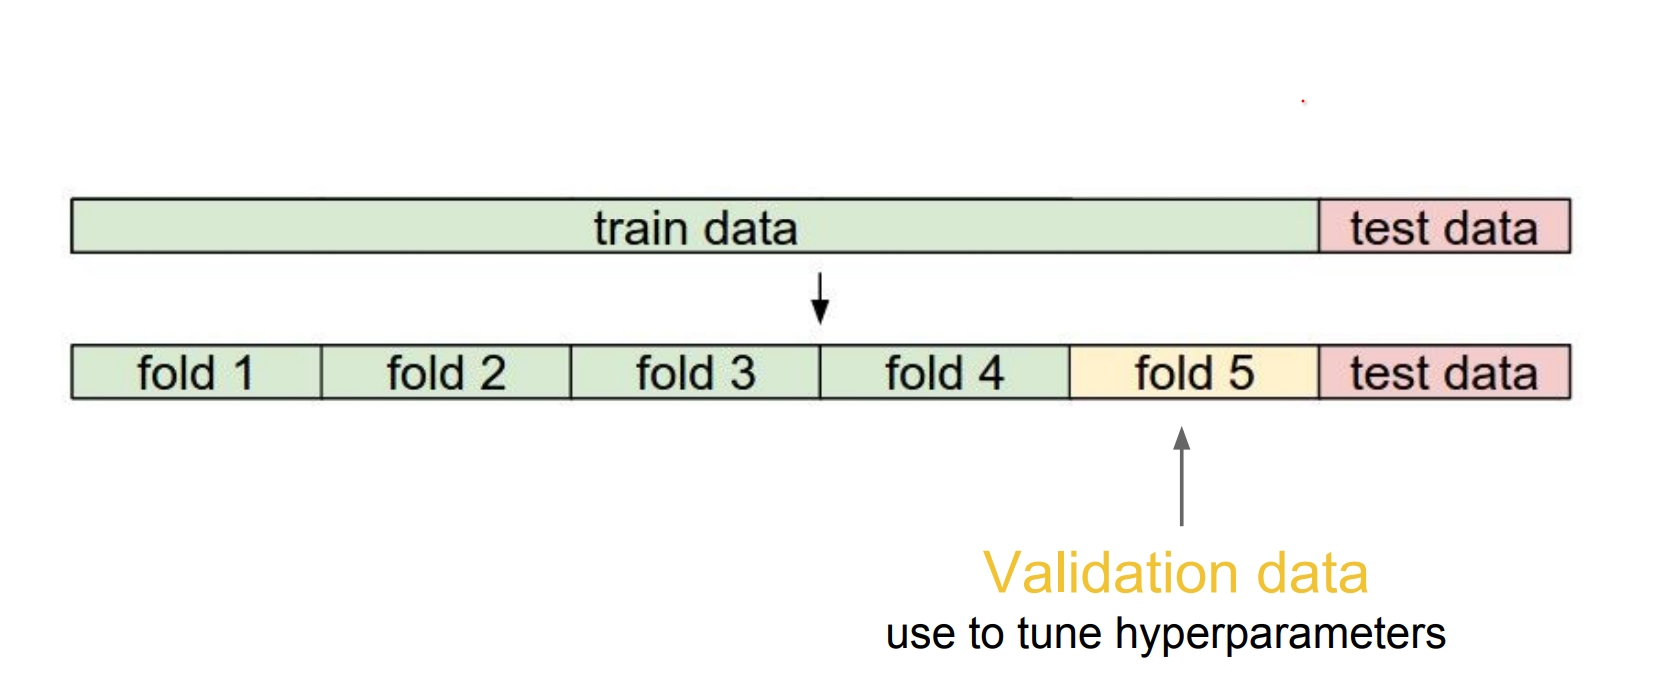 train data test data
fold 1 fold 2 fold 3 fold 4 fold 5 test data
Validation data
use to tune hyperparameters